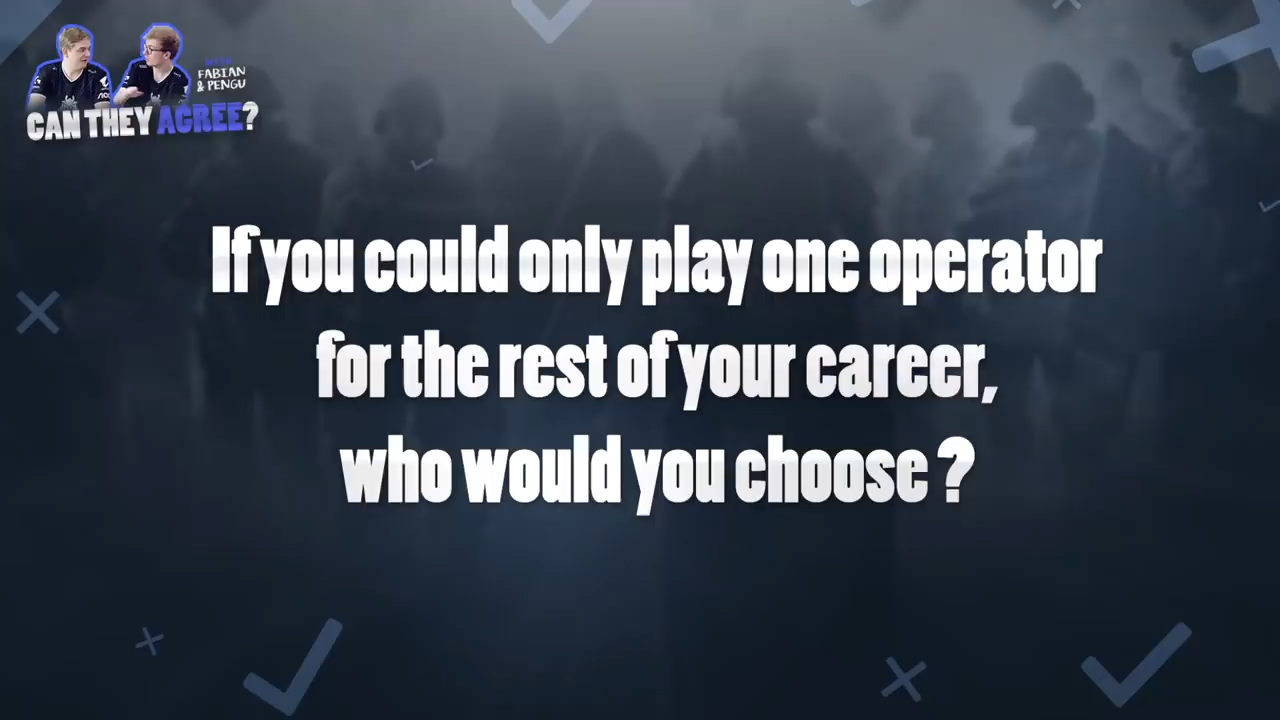 WITH
FABIAN
& PENGU
CAN THEY AGREE?
If you could only play one operator
for the rest of your career,
who would you choose ?